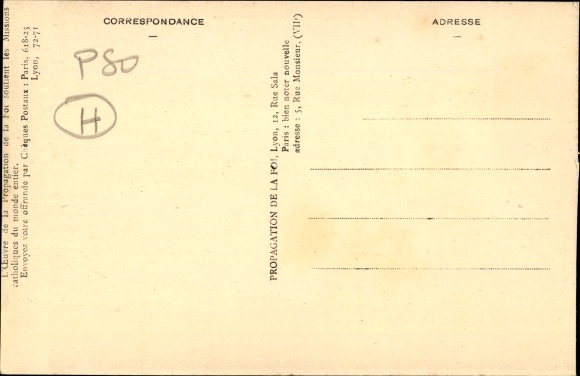 CORRESPONDANCE
ADRESSE
L'Œuvre de la Propagation de la Foi soutient les Missions
catholiques du monde entier.
Envoyez votre offrande par Chèques Postaux : Paris, 618-25
Lyon, 72-71
P80
H
PROPAGATION DE LA FOI, Lyon, 12, Rue Sala
Paris : bien noter nouvelle
adresse : 5, Rue Monsieur, (VIIe)